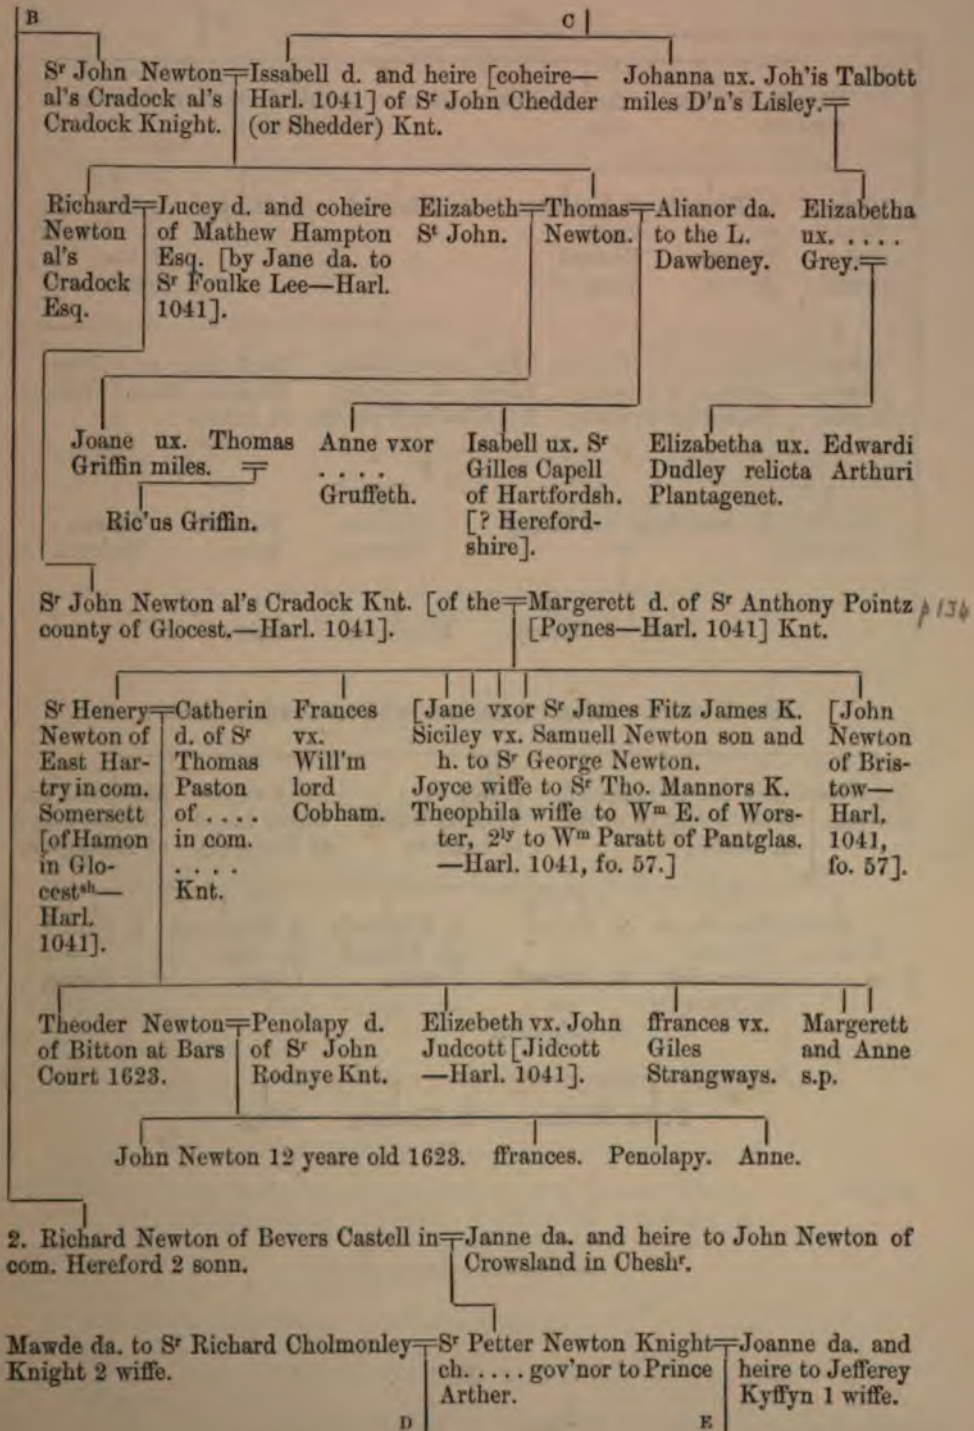 B
C
Sʳ John Newton
al's Cradock al's
Cradock Knight.
Issabell d. and heire [coheire—
Harl. 1041] of Sʳ John Chedder
(or Shedder) Knt.
Johanna ux. Joh'is Talbott
miles D'n's Lisley.
Richard
Newton
al's
Cradock
Esq.
Lucey d. and coheire
of Mathew Hampton
Esq. [by Jane da. to
Sʳ Foulke Lee—Harl.
1041].
Elizabeth
Sᵗ John.
Thomas
Newton.
Alianor da.
to the L.
Dawbeney.
Elizabetha
ux. . . . .
Grey.
Joane ux. Thomas
Griffin miles.
Ric'us Griffin.
Anne vxor
. . . .
Gruffeth.
Isabell ux. Sʳ
Gilles Capell
of Hartfordsh.
[? Hereford-
shire].
Elizabetha ux. Edwardi
Dudley relicta Arthuri
Plantagenet.
Sʳ John Newton al's Cradock Knt. [of the
county of Glocest.—Harl. 1041].
Margerett d. of Sʳ Anthony Pointz
[Poynes—Harl. 1041] Knt.
Sʳ Henery
Newton of
East Har-
try in com.
Somersett
[of Hamon
in Glo-
cestˢʰ—
Harl.
1041].
Catherin
d. of Sʳ
Thomas
Paston
of . . . .
in com.
. . . .
Knt.
Frances
vx.
Will'm
lord
Cobham.
[Jane vxor Sʳ James Fitz James K.
Siciley vx. Samuell Newton son and
h. to Sʳ George Newton.
Joyce wiffe to Sʳ Tho. Mannors K.
Theophila wiffe to Wᵐ E. of Wors-
ter, 2ˡʸ to Wᵐ Paratt of Pantglas.
—Harl. 1041, fo. 57.]
[John
Newton
of Bris-
tow—
Harl.
1041,
fo. 57].
Theoder Newton
of Bitton at Bars
Court 1623.
Penolapy d.
of Sʳ John
Rodnye Knt.
Elizebeth vx. John
Judcott [Jidcott
—Harl. 1041].
ffrances vx.
Giles
Strangways.
Margerett
and Anne
s.p.
John Newton 12 yeare old 1623. ffrances. Penolapy. Anne.
2. Richard Newton of Bevers Castell in
com. Hereford 2 sonn.
Janne da. and heire to John Newton of
Crowsland in Cheshʳ.
Mawde da. to Sʳ Richard Cholmonley
Knight 2 wiffe.
Sʳ Petter Newton Knight
ch. . . . . gov'nor to Prince
Arther.
Joanne da. and
heire to Jefferey
Kyffyn 1 wiffe.
D
E